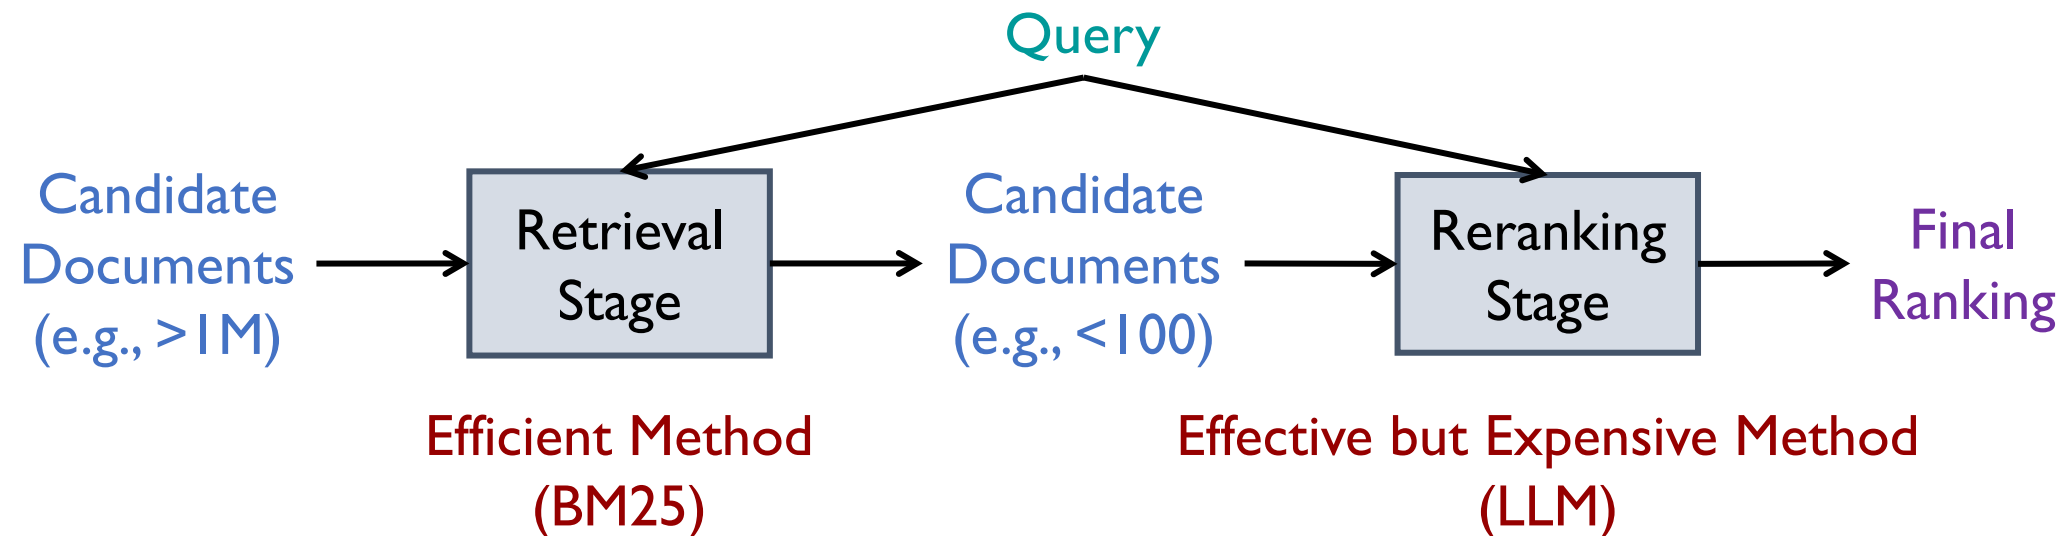 Query
Candidate
Documents
(e.g., >1M)
Retrieval
Stage
Candidate
Documents
(e.g., <100)
Reranking
Stage
Final
Ranking
Efficient Method
(BM25)
Effective but Expensive Method
(LLM)